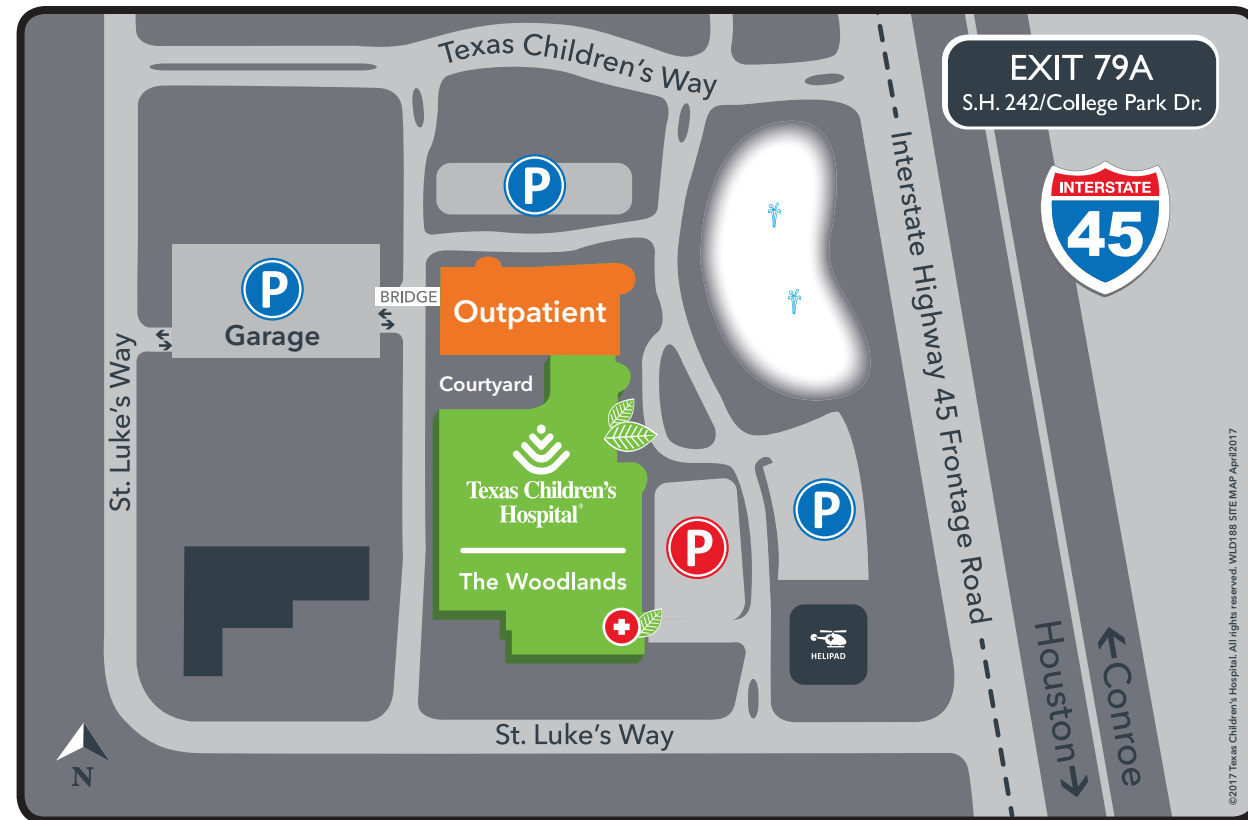 Texas Children's Way
EXIT 79A
S.H. 242/College Park Dr.
INTERSTATE
45
P
P
Garage
BRIDGE
Outpatient
Courtyard
Interstate Highway 45 Frontage Road
St. Luke's Way
Texas Children's
Hospital®
The Woodlands
P
P
HELIPAD
Houston
Conroe
St. Luke's Way
N
©2017 Texas Children's Hospital. All rights reserved. WLD188 SITE MAP April2017